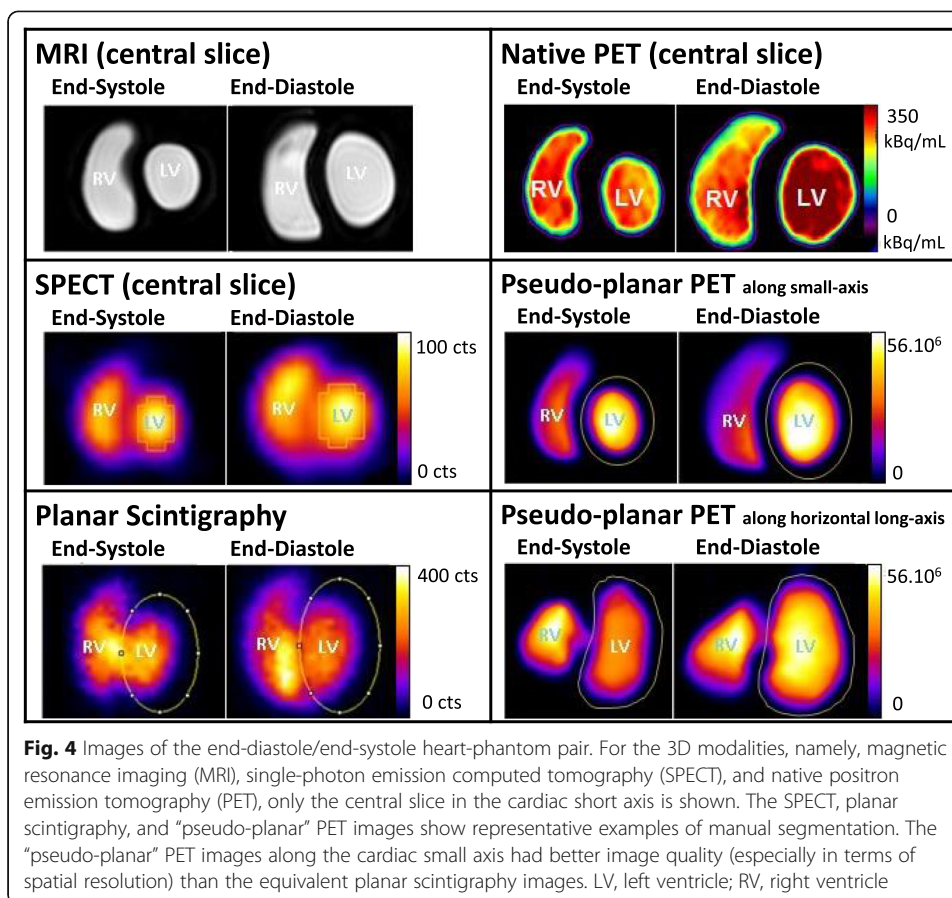 MRI (central slice)
End-Systole End-Diastole
RV LV RV LV
Native PET (central slice)
End-Systole End-Diastole
RV LV RV LV
350
kBq/mL
0
kBq/mL
SPECT (central slice)
End-Systole End-Diastole
RV LV RV LV
100 cts
0 cts
Pseudo-planar PET along small-axis
End-Systole End-Diastole
RV LV RV LV
56.10⁶
0
Planar Scintigraphy
End-Systole End-Diastole
RV LV RV LV
400 cts
0 cts
Pseudo-planar PET along horizontal long-axis
End-Systole End-Diastole
RV LV RV LV
56.10⁶
0
Fig. 4 Images of the end-diastole/end-systole heart-phantom pair. For the 3D modalities, namely, magnetic
resonance imaging (MRI), single-photon emission computed tomography (SPECT), and native positron
emission tomography (PET), only the central slice in the cardiac short axis is shown. The SPECT, planar
scintigraphy, and “pseudo-planar” PET images show representative examples of manual segmentation. The
“pseudo-planar” PET images along the cardiac small axis had better image quality (especially in terms of
spatial resolution) than the equivalent planar scintigraphy images. LV, left ventricle; RV, right ventricle